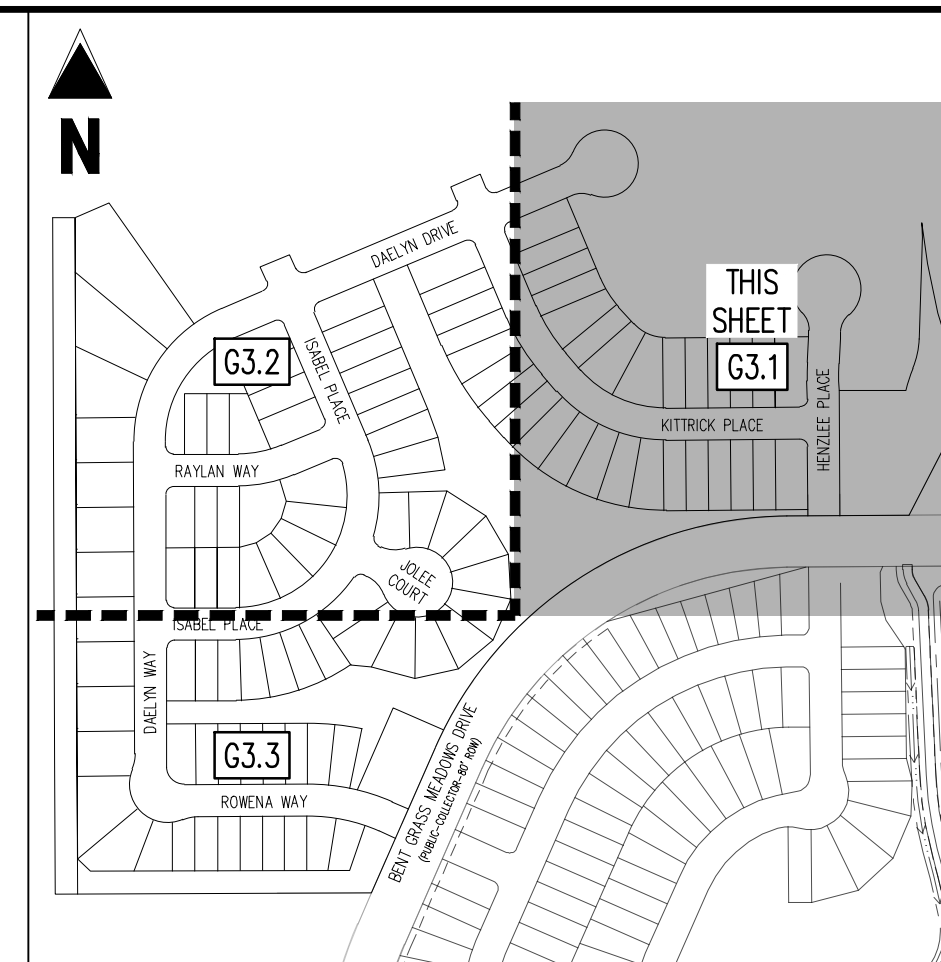 N
DAELYN DRIVE
THIS
SHEET
G3.2
G3.1
ISABEL PLACE
HENZLEE PLACE
KITTRICK PLACE
RAYLAN WAY
JOLEE
COURT
ISABEL PLACE
DAELYN WAY
G3.3
ROWENA WAY
BENT GRASS MEADOWS DRIVE
(PUBLIC-COLLECTOR-80' ROW)